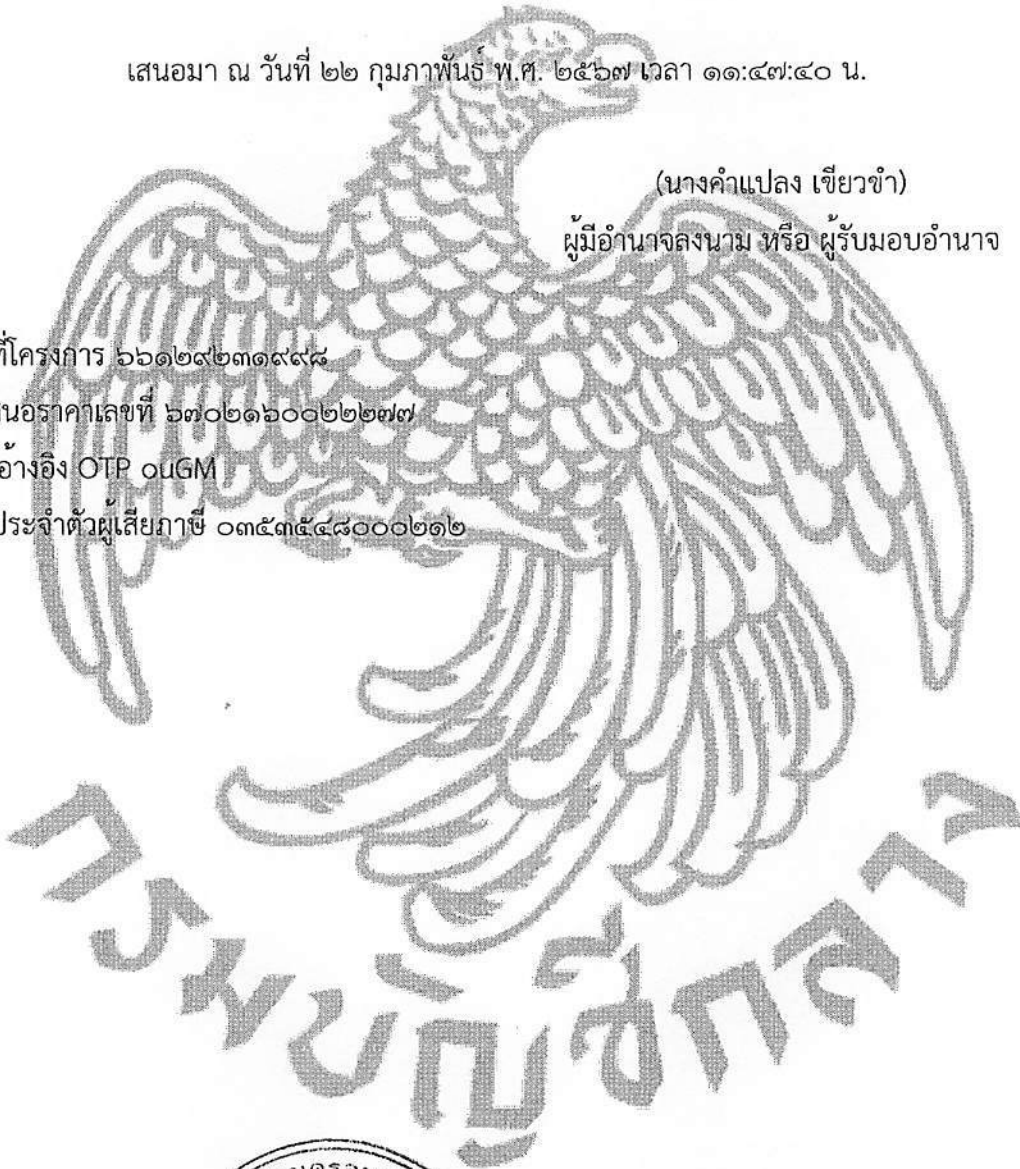 เสนอมา ณ วันที่ ๒๒ กุมภาพันธ์ พ.ศ. ๒๕๖๗ เวลา ๑๑:๔๗:๔๐ น.
(นางคำแปลง เขียวขำ)
ผู้มีอำนาจลงนาม หรือ ผู้รับมอบอำนาจ
ที่โครงการ ๖๖๑๒๙๒๓๑๙๙๘
สนอราคาเลขที่ ๖๗๐๒๑๖๐๐๒๒๒๗๗
อ้างอิง OTP ouGM
ประจำตัวผู้เสียภาษี ๐๓๕๓๕๔๘๐๐๐๒๑๒
กรมบัญชีกลาง